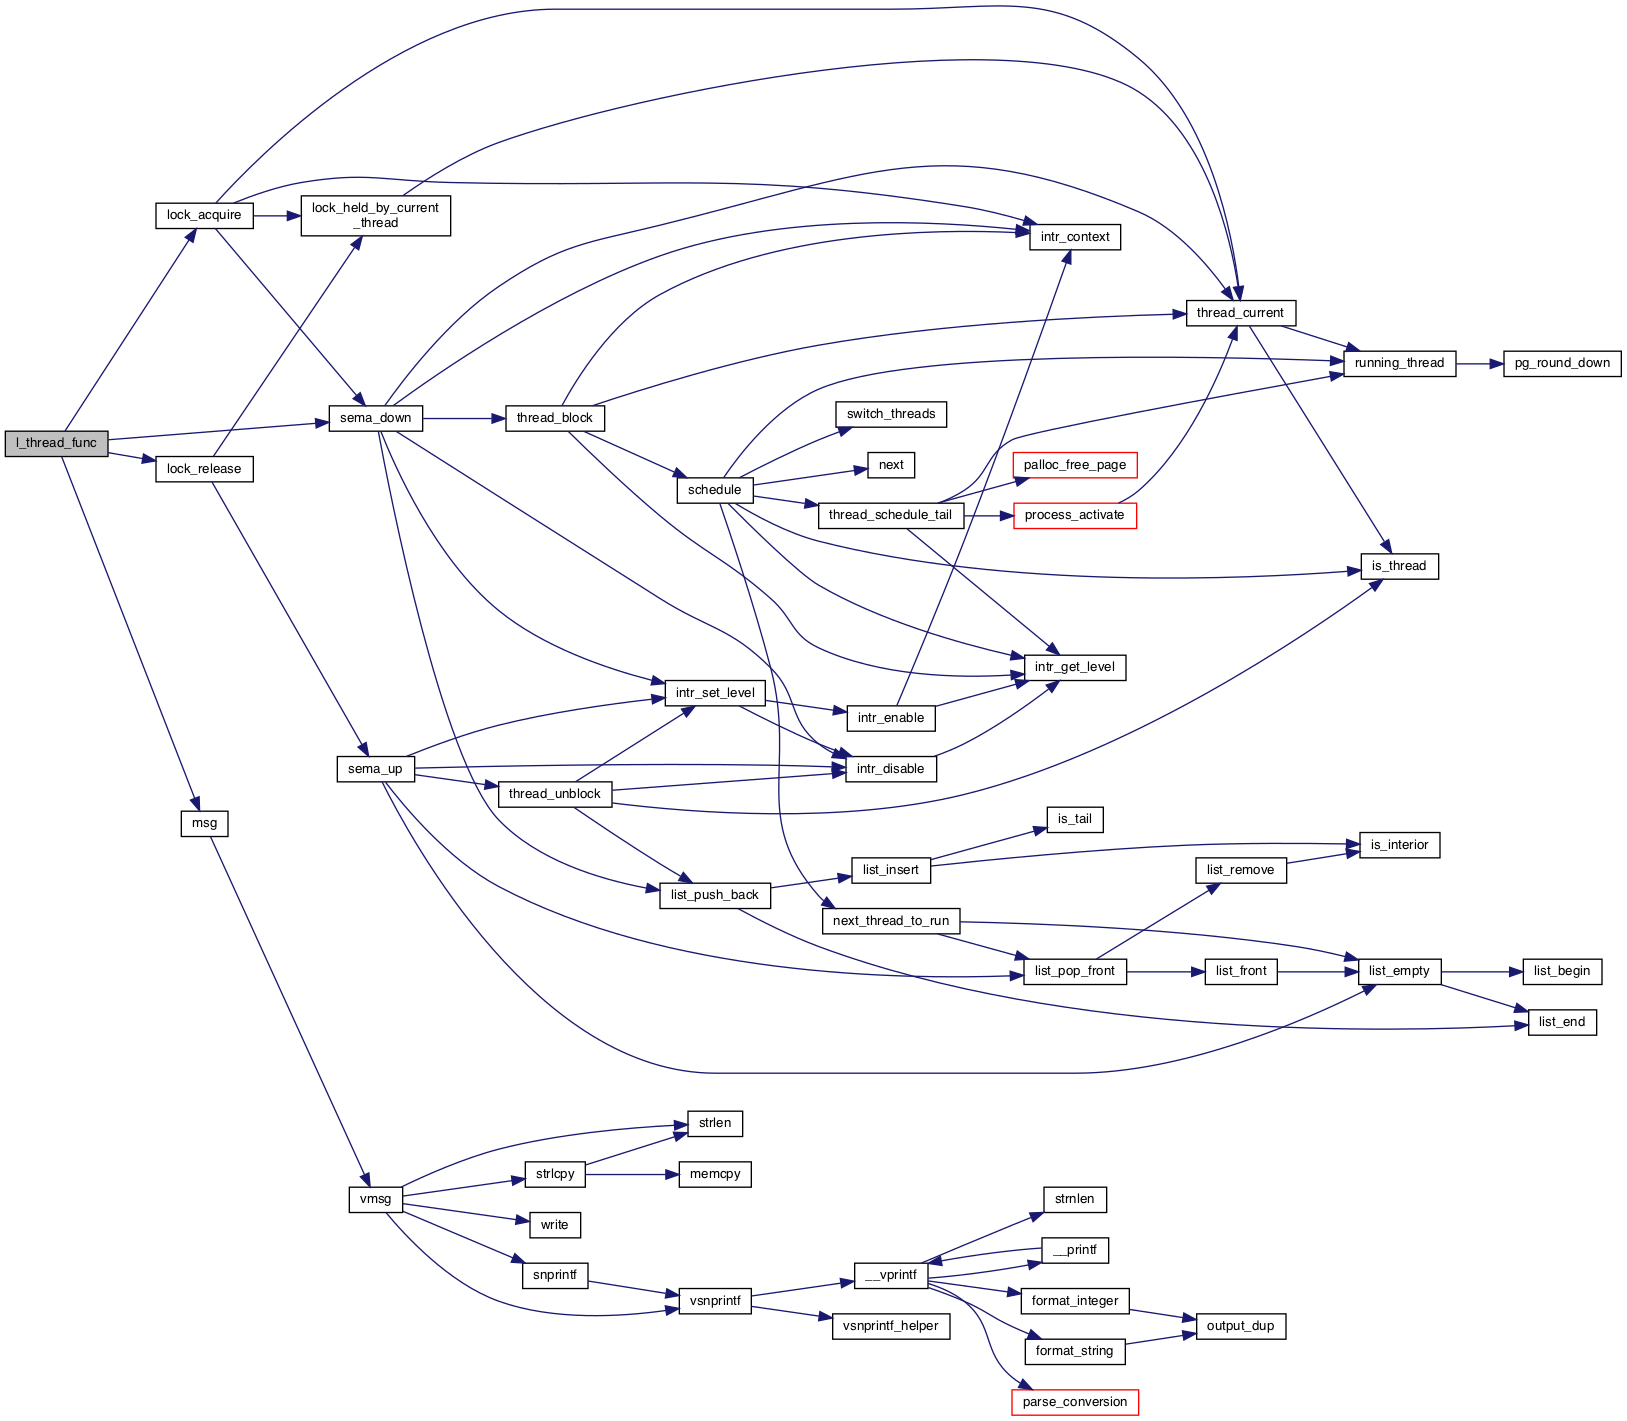 l_thread_func
lock_acquire
lock_release
msg
lock_held_by_current
_thread
sema_down
sema_up
vmsg
thread_block
thread_unblock
strlcpy
write
snprintf
schedule
intr_set_level
list_push_back
strlen
memcpy
vsnprintf
switch_threads
next
thread_schedule_tail
intr_enable
intr_disable
list_insert
next_thread_to_run
__vprintf
vsnprintf_helper
intr_context
palloc_free_page
process_activate
intr_get_level
is_tail
list_pop_front
strnlen
__printf
format_integer
format_string
parse_conversion
thread_current
list_remove
list_front
output_dup
running_thread
is_thread
is_interior
list_empty
pg_round_down
list_begin
list_end